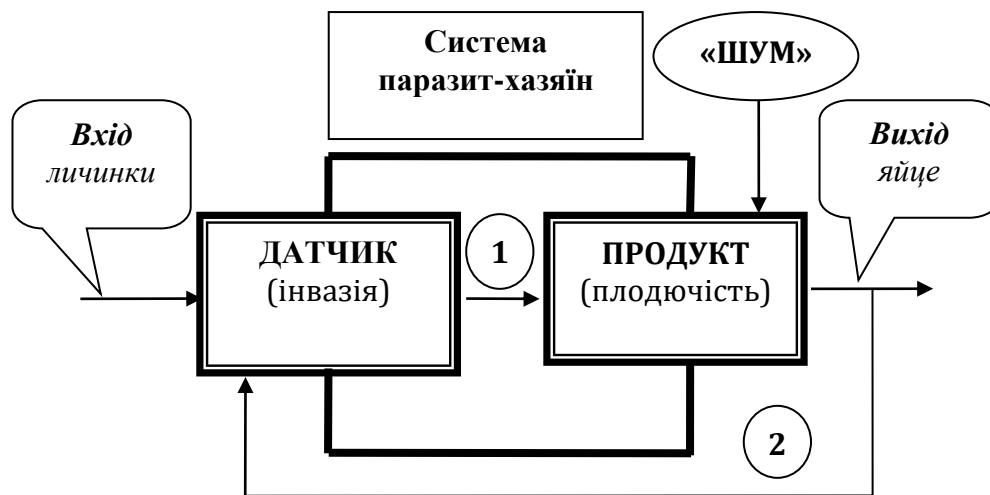 Система
паразит-хазяїн
«ШУМ»
Вхід
личинки
Вихід
яйце
ДАТЧИК
(інвазія)
1
ПРОДУКТ
(плодючість)
2